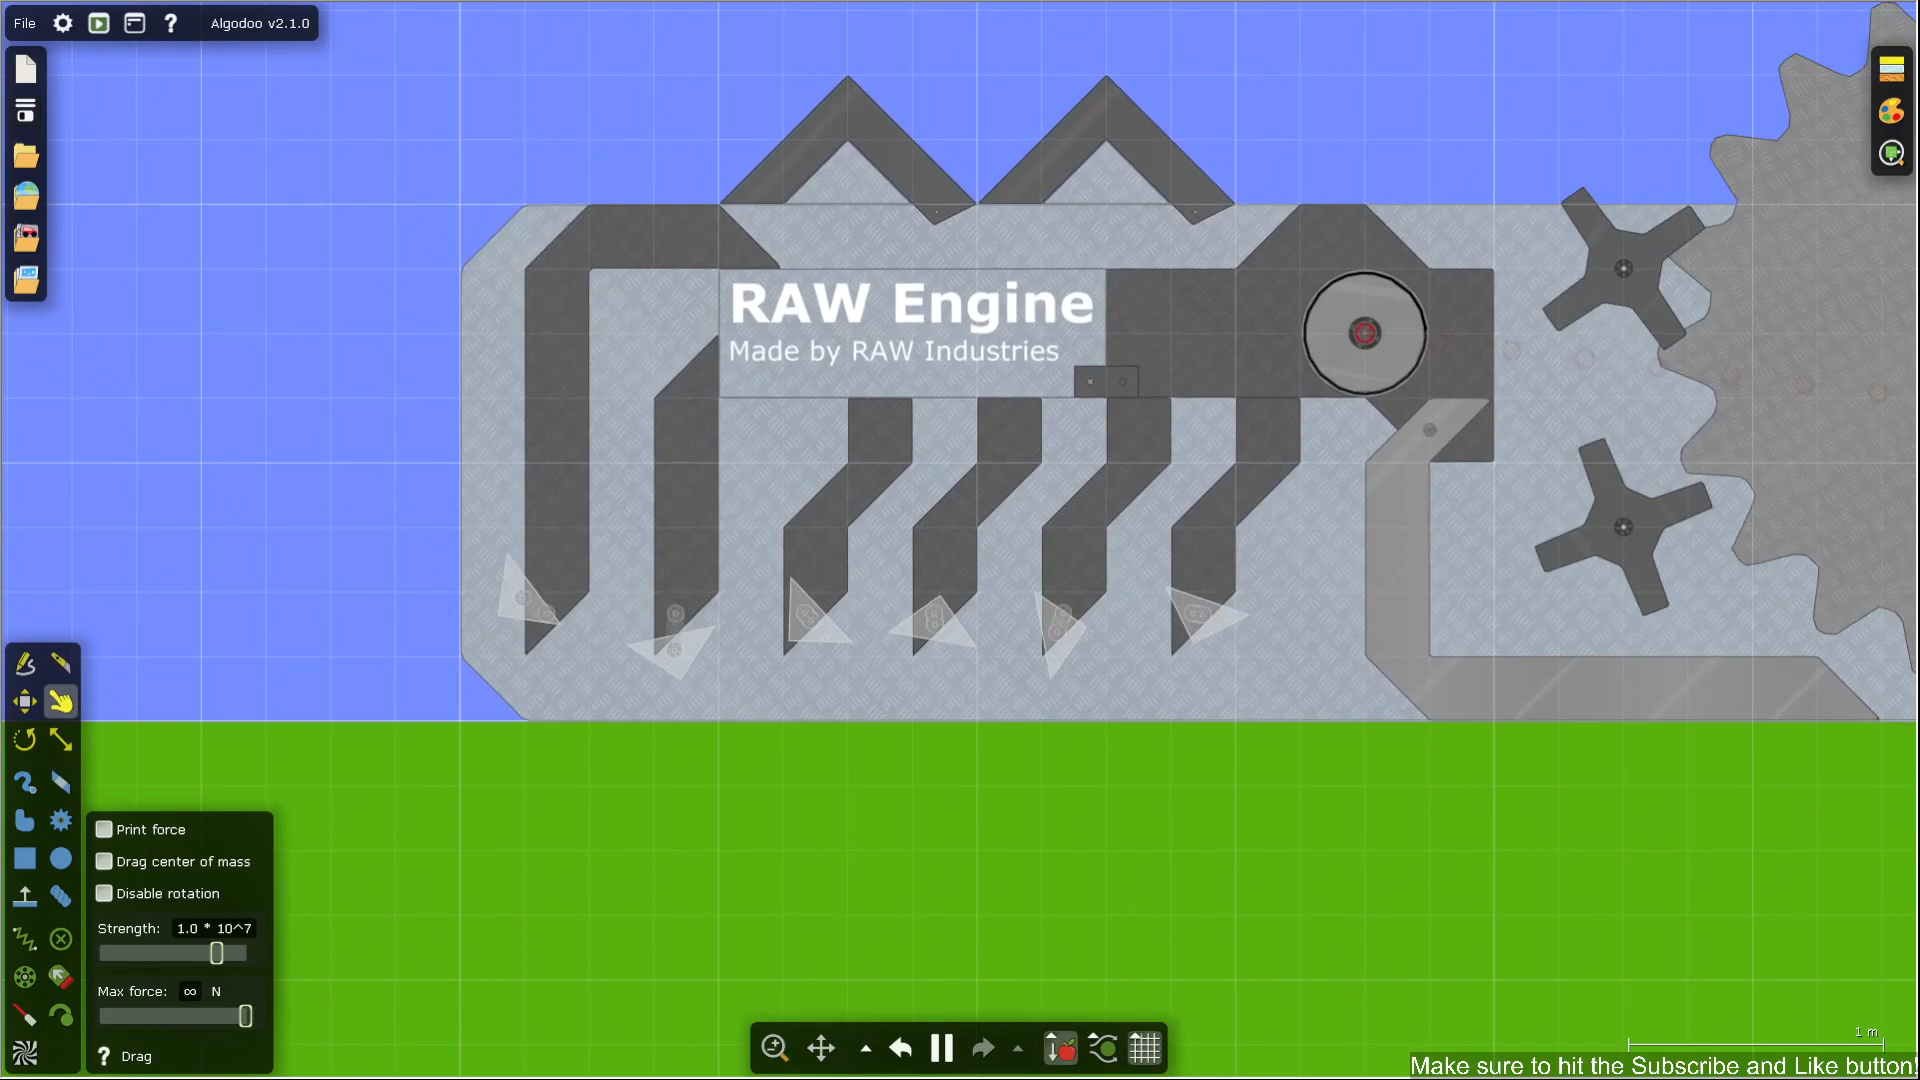 File
Algodoo v2.1.0
RAW Engine
Made by RAW Industries
Print force
Drag center of mass
Disable rotation
Strength: 1.0 * 10^7
Max force: ∞ N
? Drag
1 m
Make sure to hit the Subscribe and Like button!